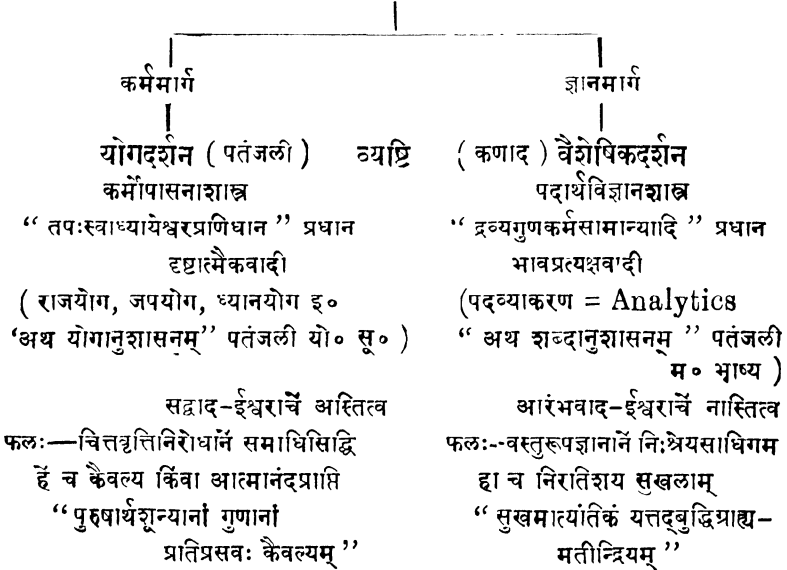 कर्ममार्ग
योगदर्शन ( पतंजली ) व्यष्टि
कर्मोपासनाशास्त्र
“ तपःस्वाध्यायेश्वरप्रणिधान ” प्रधान
दृष्टात्मैकवादी
( राजयोग, जपयोग, ध्यानयोग इ०
'अथ योगानुशासनम्” पतंजली यो० सू० )
सद्वाद-ईश्वराचें अस्तित्व
फलः—चित्तवृत्तिनिरोधानें समाधिसिद्धि
हें च कैवल्य किंवा आत्मानंदप्राप्ति
“ पुरुषार्थशून्यानां गुणानां
प्रातिप्रसवः कैवल्यम् ”
ज्ञानमार्ग
( कणाद ) वैशेषिकदर्शन
पदार्थविज्ञानशास्त्र
“ द्रव्यगुणकर्मसामान्यादि ” प्रधान
भावप्रत्यक्षवादी
(पदव्याकरण = Analytics
“ अथ शब्दानुशासनम् ” पतंजली
म० भाष्य )
आरंभवाद-ईश्वराचें नास्तित्व
फलः--वस्तुरूपज्ञानानें निःश्रेयसाधिगम
हा च निरातिशय सुखलाम्
“ सुखमात्यांतिकं यत्तद्बुद्धिग्राह्य-
मतीन्द्रियम् ”